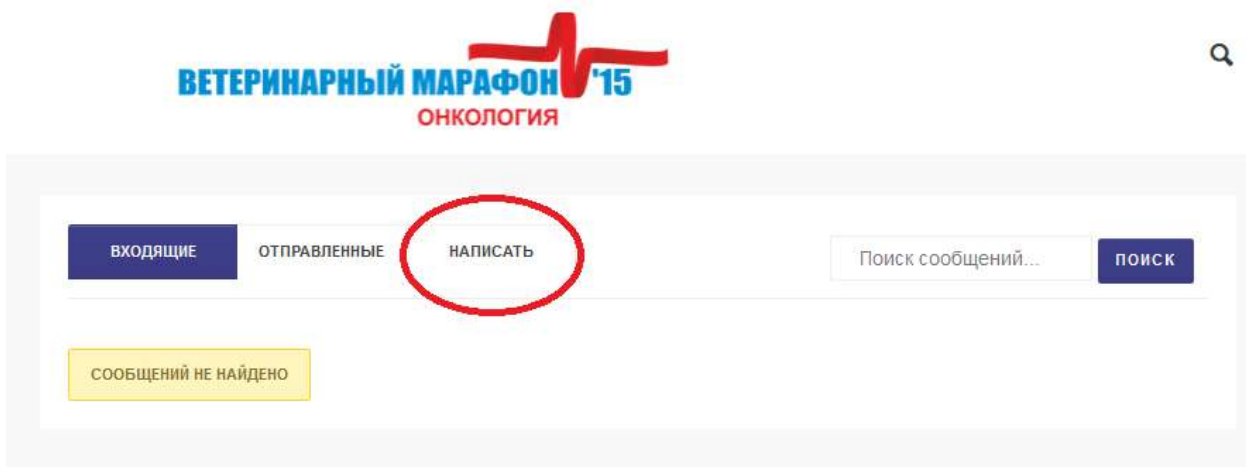 ВЕТЕРИНАРНЫЙ МАРАФОН '15
ОНКОЛОГИЯ
ВХОДЯЩИЕ ОТПРАВЛЕННЫЕ НАПИСАТЬ Поиск сообщений... ПОИСК
СООБЩЕНИЙ НЕ НАЙДЕНО